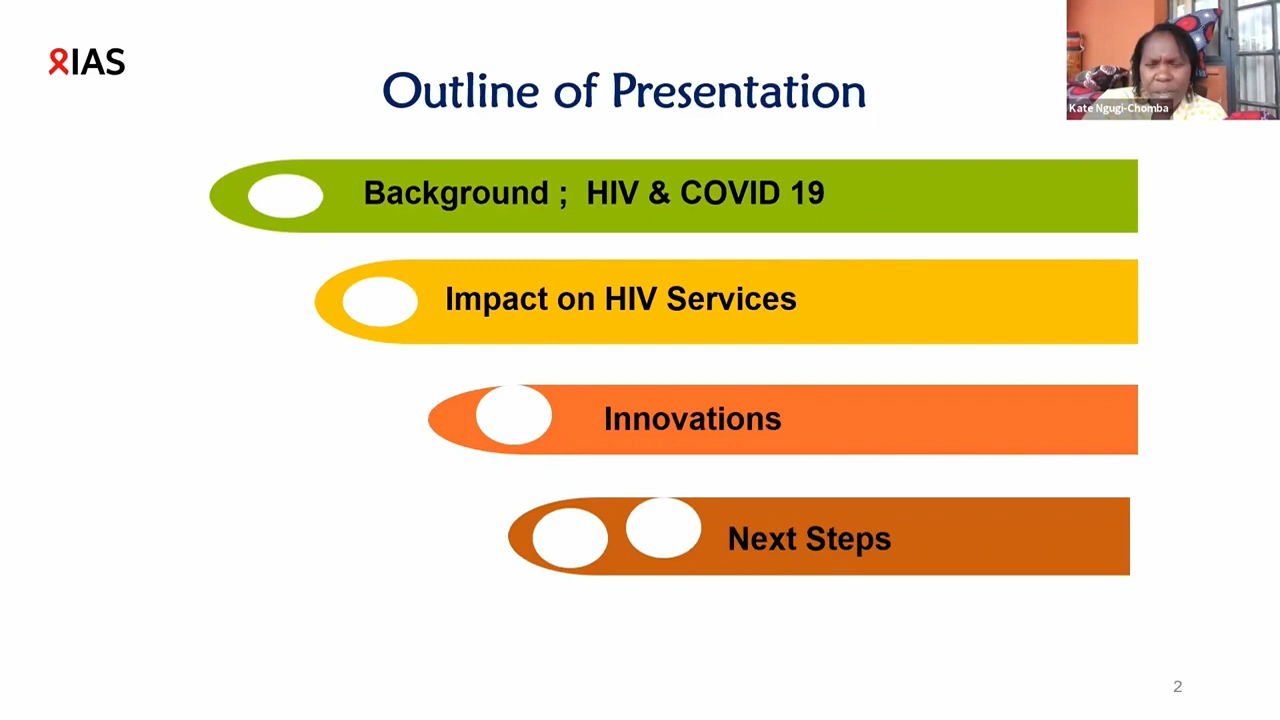 IAS
Outline of Presentation
Kate Ngugi-Chomba
Background ; HIV & COVID 19
Impact on HIV Services
Innovations
Next Steps
2